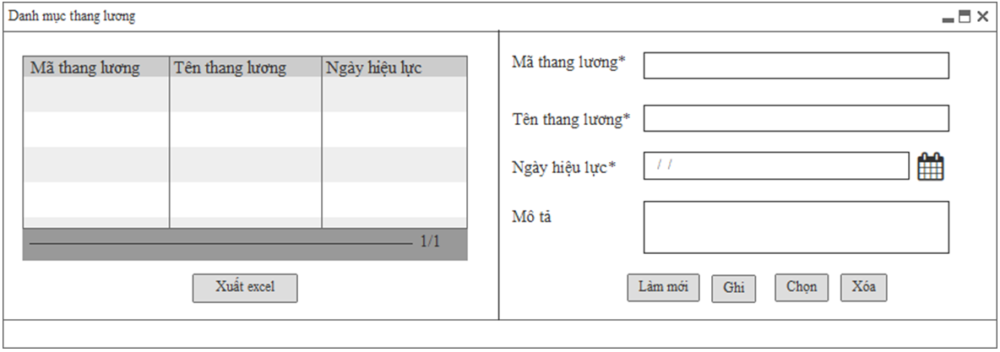 Danh mục thang lương
Mã thang lương Tên thang lương Ngày hiệu lực
1/1
Xuất excel
Mã thang lương*
Tên thang lương*
Ngày hiệu lực* / /
Mô tả
Làm mới Ghi Chọn Xóa